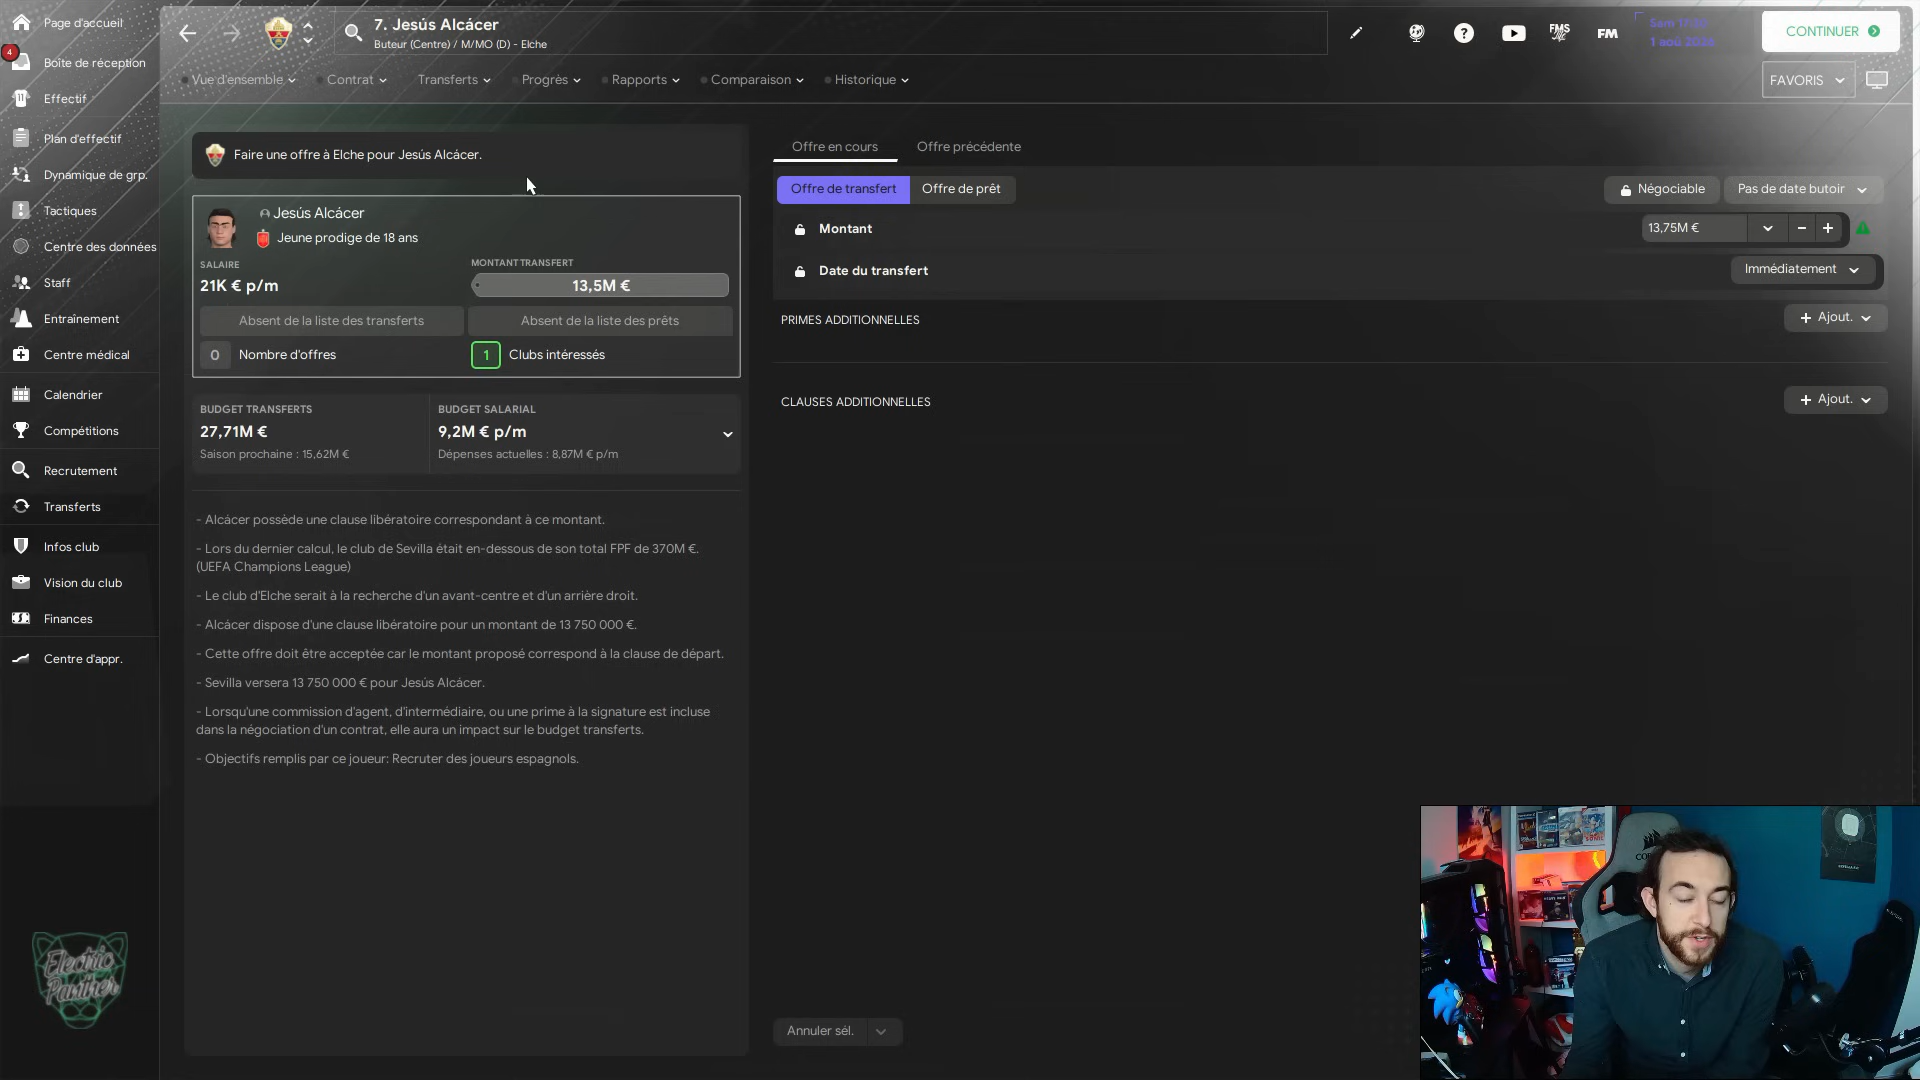 Page d'accueil
4
Boîte de réception
Effectif
Plan d'effectif
Dynamique de grp.
Tactiques
Centre des données
Staff
Entraînement
Centre médical
Calendrier
Compétitions
Recrutement
Transferts
Infos club
Vision du club
Finances
Centre d'appr.
Electric
Panther
7. Jesús Alcácer
Buteur (Centre) / M/MO (D) - Elche
FMS
FM
CONTINUER
Vue d'ensemble
Contrat
Transferts
Progrès
Rapports
Comparaison
Historique
FAVORIS
Faire une offre à Elche pour Jesús Alcácer.
Jesús Alcácer
Jeune prodige de 18 ans
SALAIRE
21K € p/m
MONTANT TRANSFERT
13,5M €
Absent de la liste des transferts
Absent de la liste des prêts
0 Nombre d'offres
1 Clubs intéressés
BUDGET TRANSFERTS
27,71M €
Saison prochaine : 15,62M €
BUDGET SALARIAL
9,2M € p/m
Dépenses actuelles : 8,87M € p/m
- Alcácer possède une clause libératoire correspondant à ce montant.
- Lors du dernier calcul, le club de Sevilla était en-dessous de son total FPF de 370M €.
(UEFA Champions League)
- Le club d'Elche serait à la recherche d'un avant-centre et d'un arrière droit.
- Alcácer dispose d'une clause libératoire pour un montant de 13 750 000 €.
- Cette offre doit être acceptée car le montant proposé correspond à la clause de départ.
- Sevilla versera 13 750 000 € pour Jesús Alcácer.
- Lorsqu'une commission d'agent, d'intermédiaire, ou une prime à la signature est incluse
dans la négociation d'un contrat, elle aura un impact sur le budget transferts.
- Objectifs remplis par ce joueur: Recruter des joueurs espagnols.
Offre en cours
Offre précédente
Offre de transfert
Offre de prêt
Négociable
Pas de date butoir
Montant
13,75M €
Date du transfert
Immédiatement
PRIMES ADDITIONNELLES
+ Ajout.
CLAUSES ADDITIONNELLES
+ Ajout.
Annuler sél.